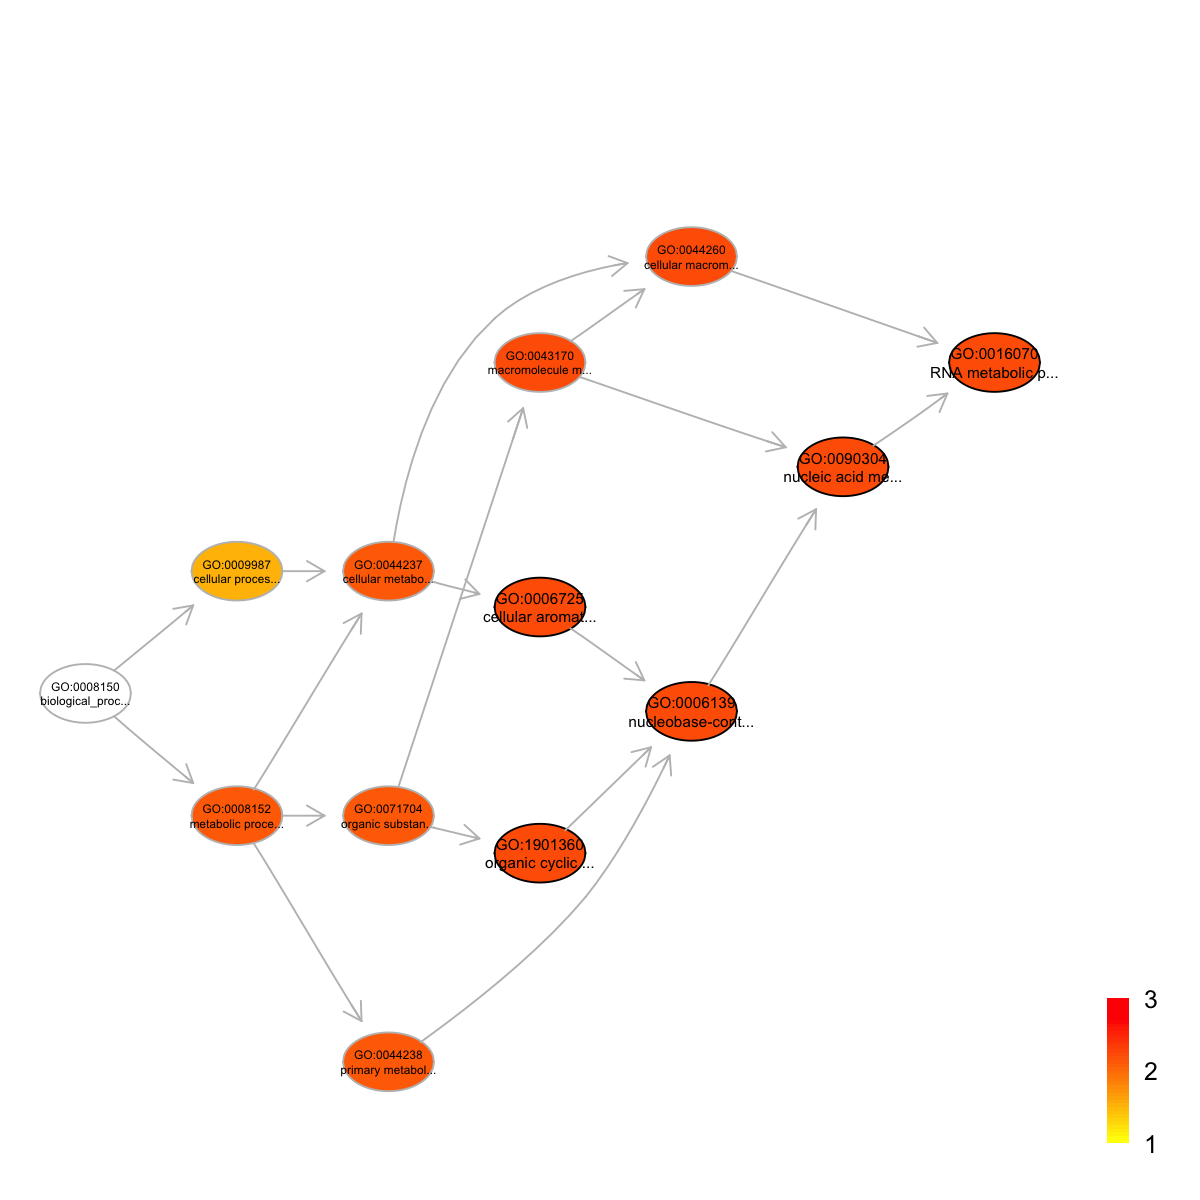 GO:0044260
cellular macrom...
GO:0043170
macromolecule m...
GO:0016070
RNA metabolic p...
GO:0090304
nucleic acid me...
GO:0009987
cellular proces...
GO:0044237
cellular metabo...
GO:0006725
cellular aromat...
GO:0008150
biological_proc...
GO:0006139
nucleobase-cont...
GO:0008152
metabolic proce...
GO:0071704
organic substan...
GO:1901360
organic cyclic ...
GO:0044238
primary metabol...
3
2
1